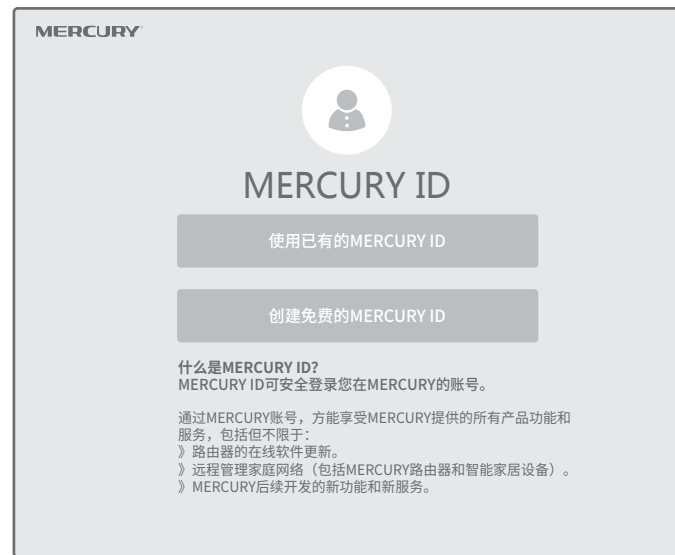 MERCURY
MERCURY ID
使用已有的MERCURY ID
创建免费的MERCURY ID
什么是MERCURY ID?
MERCURY ID可安全登录您在MERCURY的账号。
通过MERCURY账号，方能享受MERCURY提供的所有产品功能和
服务，包括但不限于：
》路由器的在线软件更新。
》远程管理家庭网络（包括MERCURY路由器和智能家居设备）。
》MERCURY后续开发的新功能和新服务。